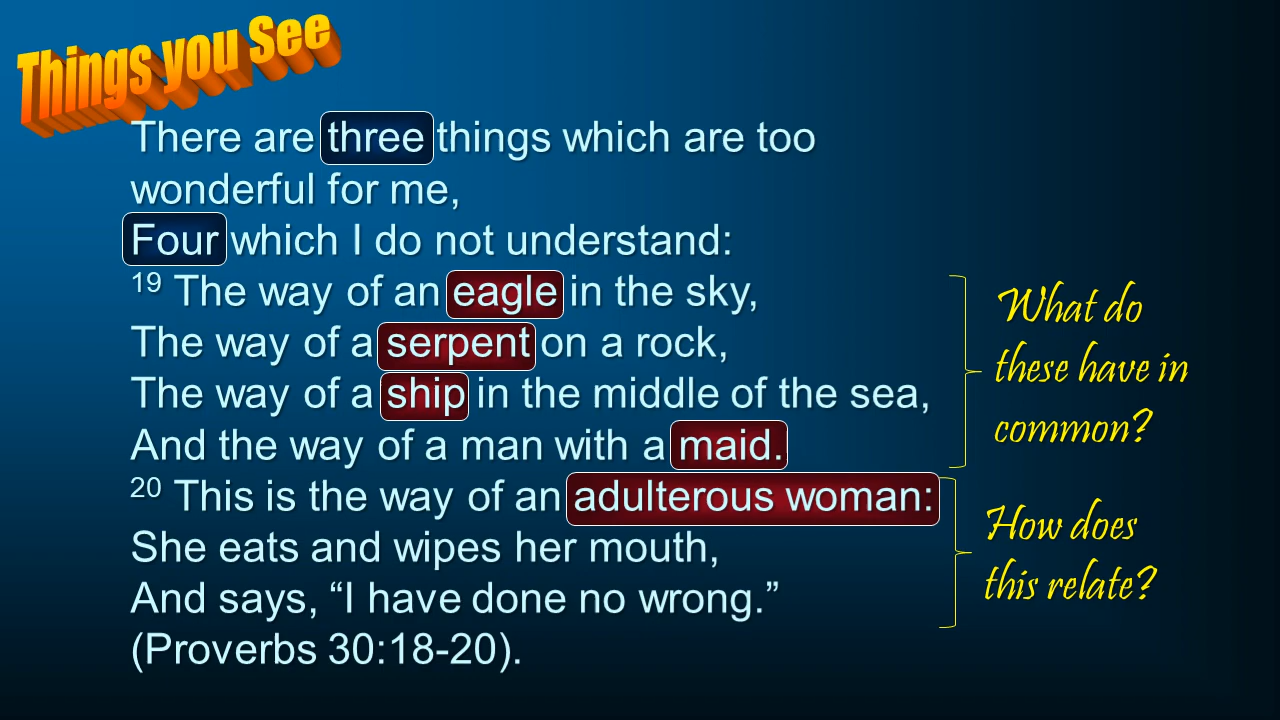 Things you See
There are three things which are too
wonderful for me,
Four which I do not understand:
19 The way of an eagle in the sky,
The way of a serpent on a rock,
The way of a ship in the middle of the sea,
And the way of a man with a maid.
20 This is the way of an adulterous woman:
She eats and wipes her mouth,
And says, “I have done no wrong.”
(Proverbs 30:18-20).
What do
these have in
common?
How does
this relate?